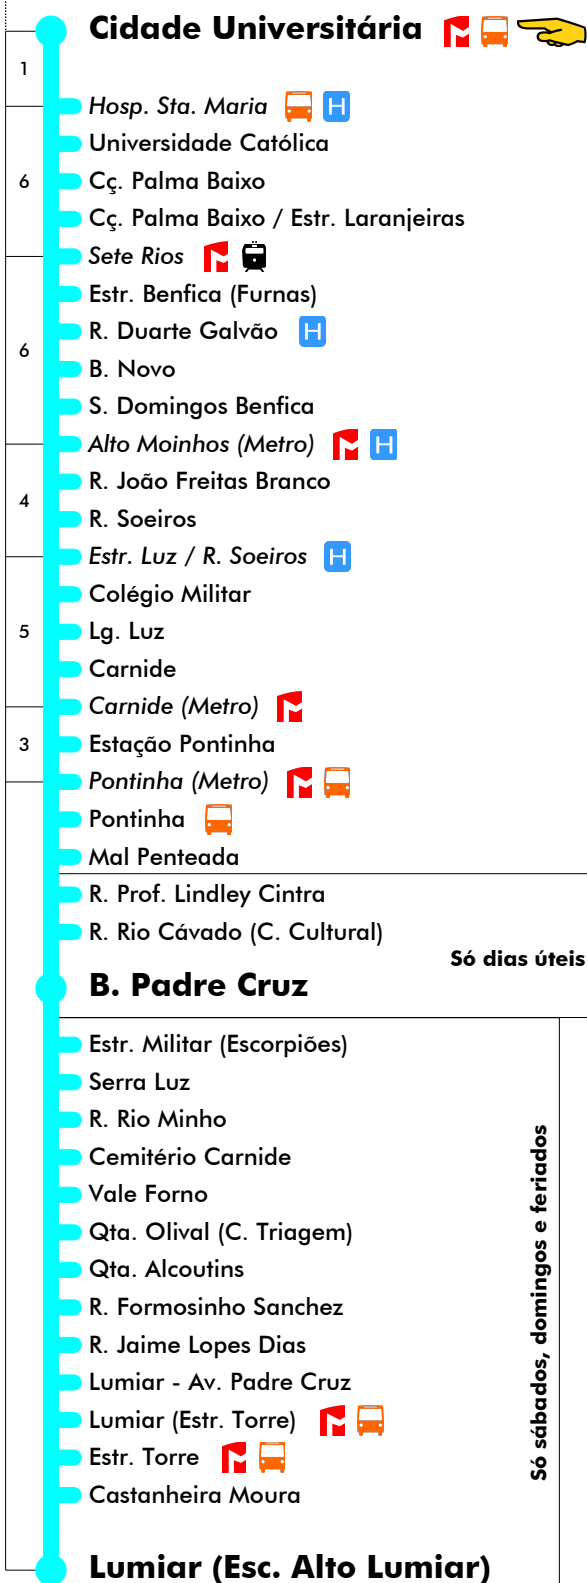 Cidade Universitária
1
Hosp. Sta. Maria H
Universidade Católica
6
Cç. Palma Baixo
Cç. Palma Baixo / Estr. Laranjeiras
Sete Rios
Estr. Benfica (Furnas)
R. Duarte Galvão H
6
B. Novo
S. Domingos Benfica
Alto Moinhos (Metro) H
R. João Freitas Branco
4
R. Soeiros
Estr. Luz / R. Soeiros H
Colégio Militar
5
Lg. Luz
Carnide
Carnide (Metro)
3
Estação Pontinha
Pontinha (Metro)
Pontinha
Mal Penteada
R. Prof. Lindley Cintra
R. Rio Cávado (C. Cultural)
Só dias úteis
B. Padre Cruz
Estr. Militar (Escorpiões)
Serra Luz
R. Rio Minho
Cemitério Carnide
Vale Forno
Qta. Olival (C. Triagem)
Qta. Alcoutins
R. Formosinho Sanchez
R. Jaime Lopes Dias
Lumiar - Av. Padre Cruz
Lumiar (Estr. Torre)
Estr. Torre
Castanheira Moura
Só sábados, domingos e feriados
Lumiar (Esc. Alto Lumiar)